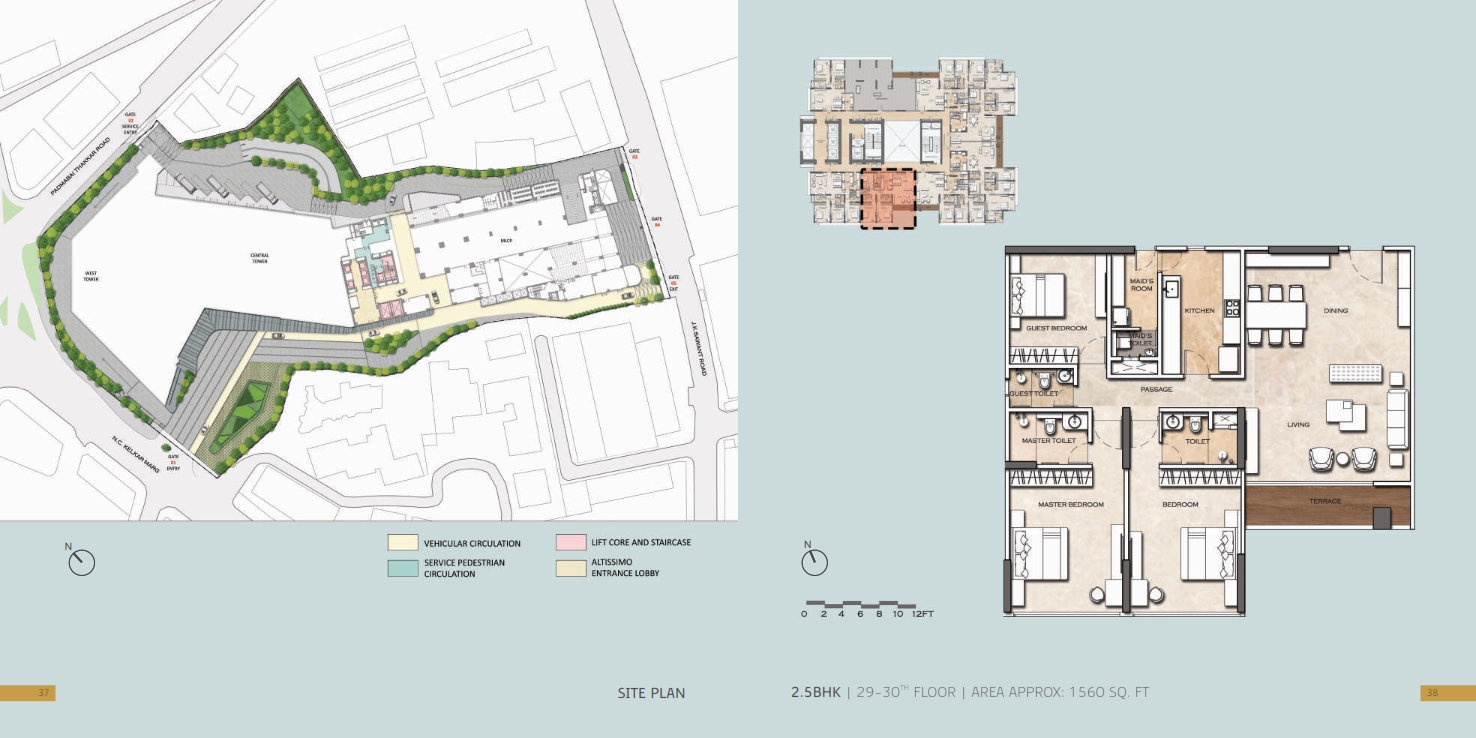 GATE
02
SERVICE
ENTRY
PADMABAI THAKKAR ROAD
GATE
03
GATE
04
MLCP
CENTRAL
TOWER
WEST
TOWER
GATE
05
EXIT
J.K.SAWANT ROAD
N.C. KELKAR MARG
GATE
01
ENTRY
N
VEHICULAR CIRCULATION
SERVICE PEDESTRIAN
CIRCULATION
LIFT CORE AND STAIRCASE
ALTISSIMO
ENTRANCE LOBBY
37
SITE PLAN
MAID'S
ROOM
KITCHEN
DINING
GUEST BEDROOM
MAID'S
TOILET
PASSAGE
GUEST TOILET
LIVING
MASTER TOILET
TOILET
MASTER BEDROOM
BEDROOM
TERRACE
N
0 2 4 6 8 10 12FT
2.5BHK | 29-30TH FLOOR | AREA APPROX: 1560 SQ. FT
38